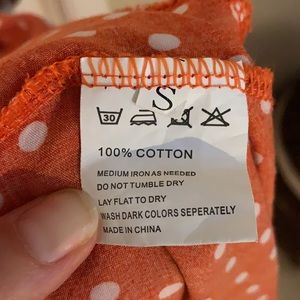 S
30
100% COTTON
MEDIUM IRON AS NEEDED
DO NOT TUMBLE DRY
LAY FLAT TO DRY
WASH DARK COLORS SEPERATELY
MADE IN CHINA